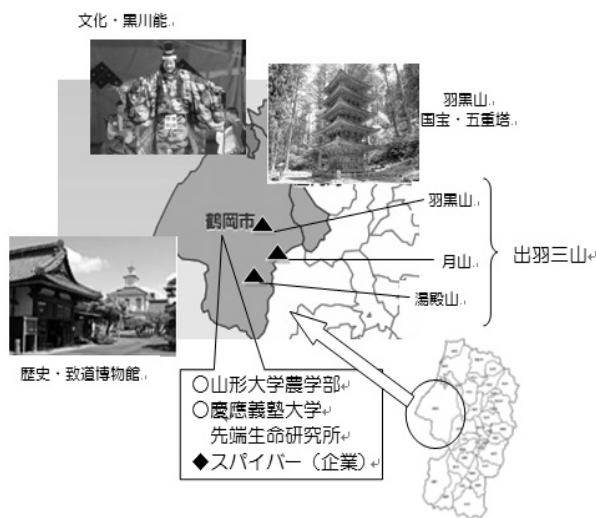 文化・黒川能
羽黒山
国宝・五重塔
鶴岡市
羽黒山
月山
湯殿山
出羽三山
歴史・致道博物館
○山形大学農学部
○慶應義塾大学
先端生命研究所
◆スパイバー（企業）